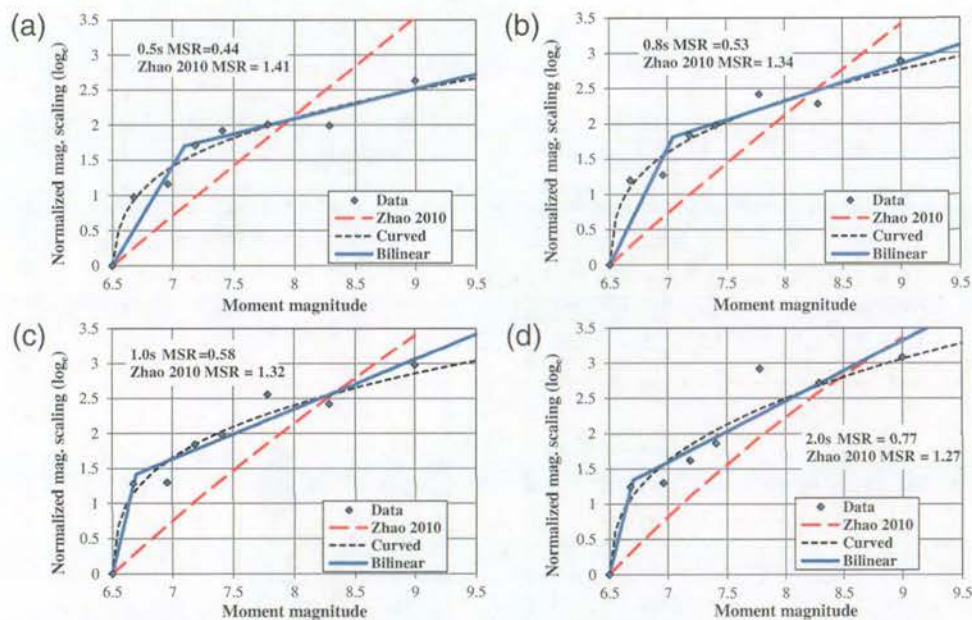 (a)
3.5
3
2.5
2
1.5
1
0.5
0
Normalized mag. scaling (logₑ)
0.5s MSR=0.44
Zhao 2010 MSR = 1.41
Data
Zhao 2010
Curved
Bilinear
6.5 7 7.5 8 8.5 9 9.5
Moment magnitude
(b)
3.5
3
2.5
2
1.5
1
0.5
0
Normalized mag. scaling (logₑ)
0.8s MSR =0.53
Zhao 2010 MSR = 1.34
Data
Zhao 2010
Curved
Bilinear
6.5 7 7.5 8 8.5 9 9.5
Moment magnitude
(c)
3.5
3
2.5
2
1.5
1
0.5
0
Normalized mag. scaling (logₑ)
1.0s MSR=0.58
Zhao 2010 MSR = 1.32
Data
Zhao 2010
Curved
Bilinear
6.5 7 7.5 8 8.5 9 9.5
Moment magnitude
(d)
3.5
3
2.5
2
1.5
1
0.5
0
Normalized mag. scaling (logₑ)
2.0s MSR = 0.77
Zhao 2010 MSR = 1.27
Data
Zhao 2010
Curved
Bilinear
6.5 7 7.5 8 8.5 9 9.5
Moment magnitude